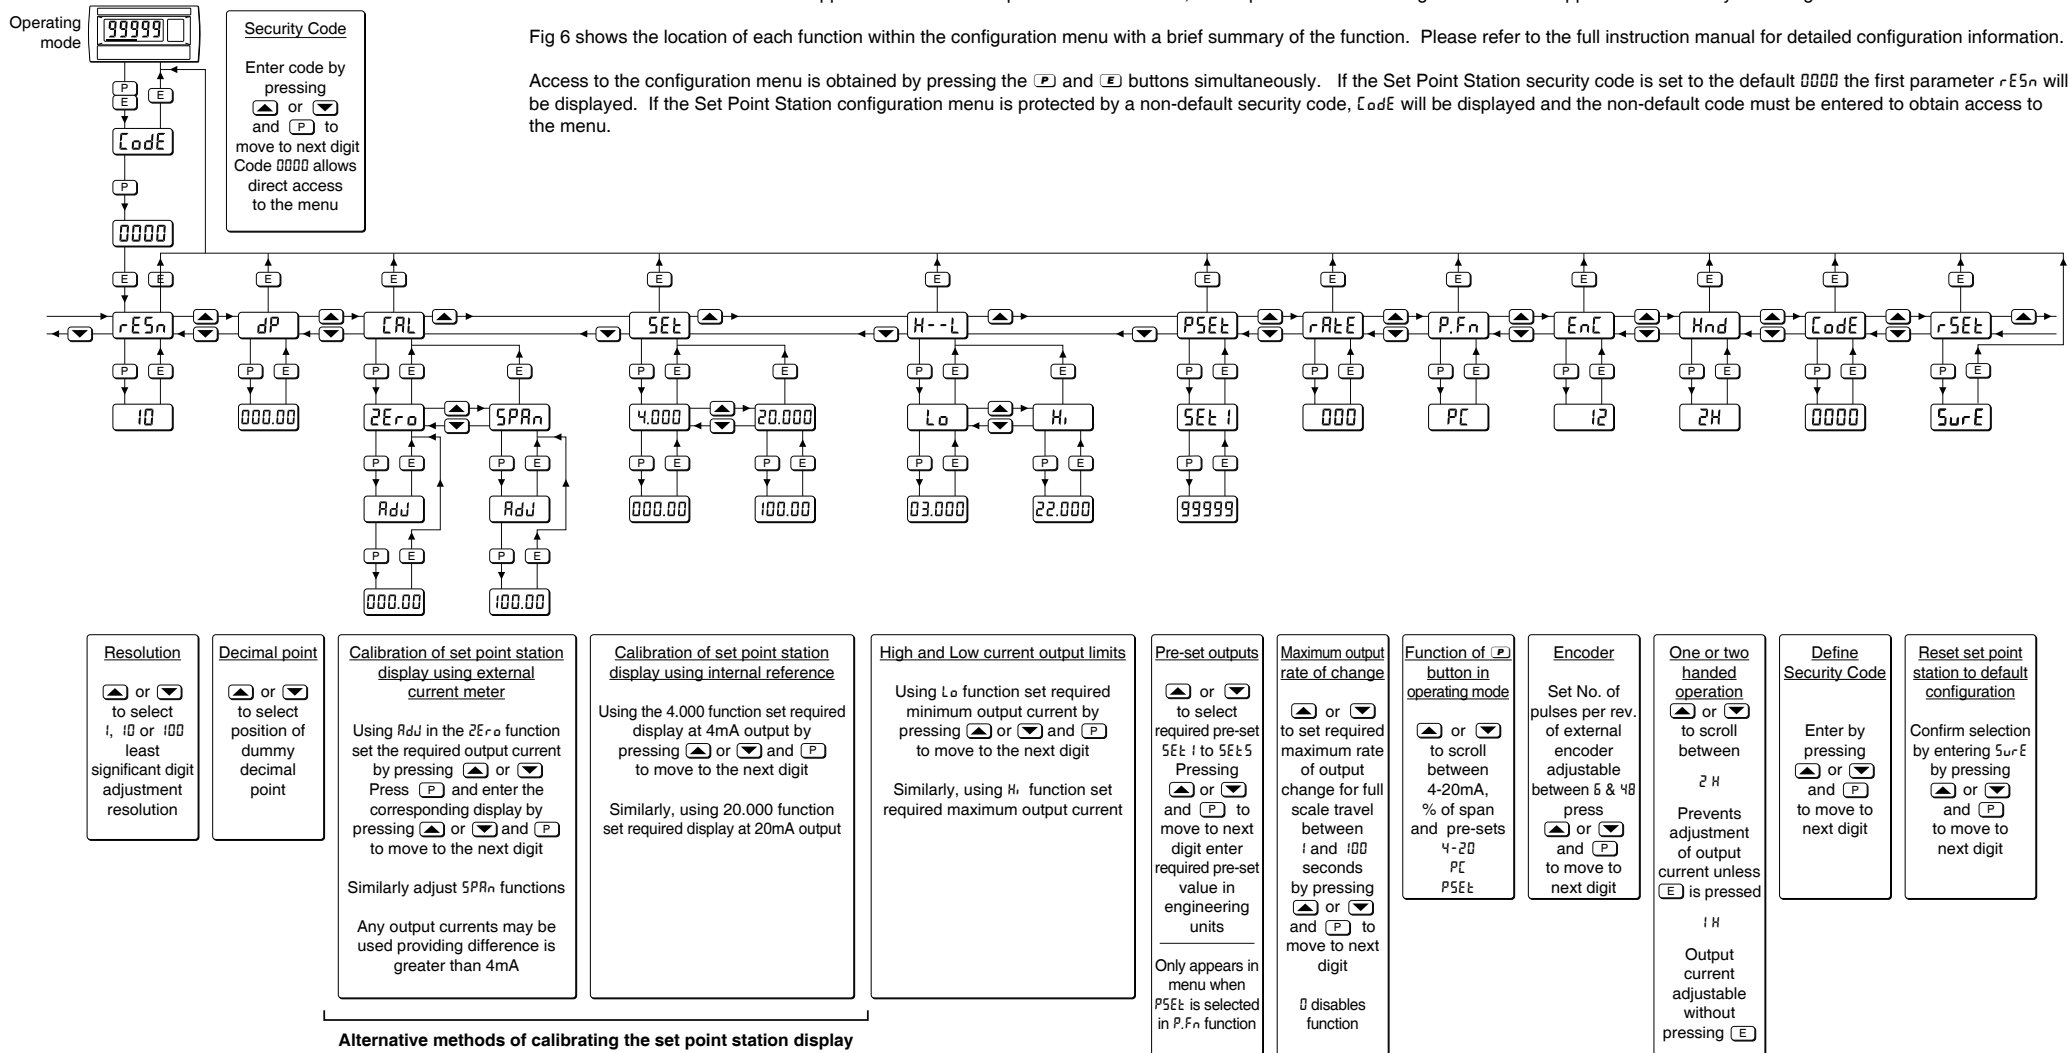 Operating
mode
99999
Security Code
Enter code by
pressing
or
and P to
move to next digit
Code 0000 allows
direct access
to the menu
Fig 6 shows the location of each function within the configuration menu with a brief summary of the function. Please refer to the full instruction manual for detailed configuration information.
Access to the configuration menu is obtained by pressing the P and E buttons simultaneously. If the Set Point Station security code is set to the default 0000 the first parameter rESn will
be displayed. If the Set Point Station configuration menu is protected by a non-default security code, CodE will be displayed and the non-default code must be entered to obtain access to
the menu.
P
E E
CodE
P
0000
E E E E E E E E E E E E E
rESn dP CAL SEt H--L PSEt rAtE P.Fn EnC Hnd CodE rSEt
P E P E P E E P E E P E E P E P E P E P E P E P E P E
10 000.00 ZEro SPAn 4.000 20.000 Lo Hi SEt1 000 PC 12 2H 0000 SurE
P E P E P E P E P E P E P E
AdJ AdJ 000.00 100.00 03.000 22.000 99999
P E P E
000.00 100.00
Resolution
or
to select
1, 10 or 100
least
significant digit
adjustment
resolution
Decimal point
or
to select
position of
dummy
decimal
point
Calibration of set point station
display using external
current meter
Using AdJ in the ZEro function
set the required output current
by pressing or
Press P and enter the
corresponding display by
pressing or and P
to move to the next digit
Similarly adjust SPAn functions
Any output currents may be
used providing difference is
greater than 4mA
Calibration of set point station
display using internal reference
Using the 4.000 function set required
display at 4mA output by
pressing or and P
to move to the next digit
Similarly, using 20.000 function
set required display at 20mA output
Alternative methods of calibrating the set point station display
High and Low current output limits
Using Lo function set required
minimum output current by
pressing or and P
to move to the next digit
Similarly, using Hi function set
required maximum output current
Pre-set outputs
or
to select
required pre-set
SEt1 to SEt5
Pressing
or
and P to
move to next
digit enter
required pre-set
value in
engineering
units
Only appears in
menu when
PSEt is selected
in P.Fn function
Maximum output
rate of change
or
to set required
maximum rate
of output
change for full
scale travel
between
1 and 100
seconds
by pressing
or
and P to
move to next
digit
0 disables
function
Function of P
button in
operating mode
or
to scroll
between
4-20mA,
% of span
and pre-sets
4-20
PC
PSEt
Encoder
Set No. of
pulses per rev.
of external
encoder
adjustable
between 6 & 48
press
or
and P
to move to
next digit
One or two
handed
operation
or
to scroll
between
2H
Prevents
adjustment
of output
current unless
E is pressed
1H
Output
current
adjustable
without
pressing E
Define
Security Code
Enter by
pressing
or
and P
to move to
next digit
Reset set point
station to default
configuration
Confirm selection
by entering SurE
by pressing
or
and P
to move to
next digit